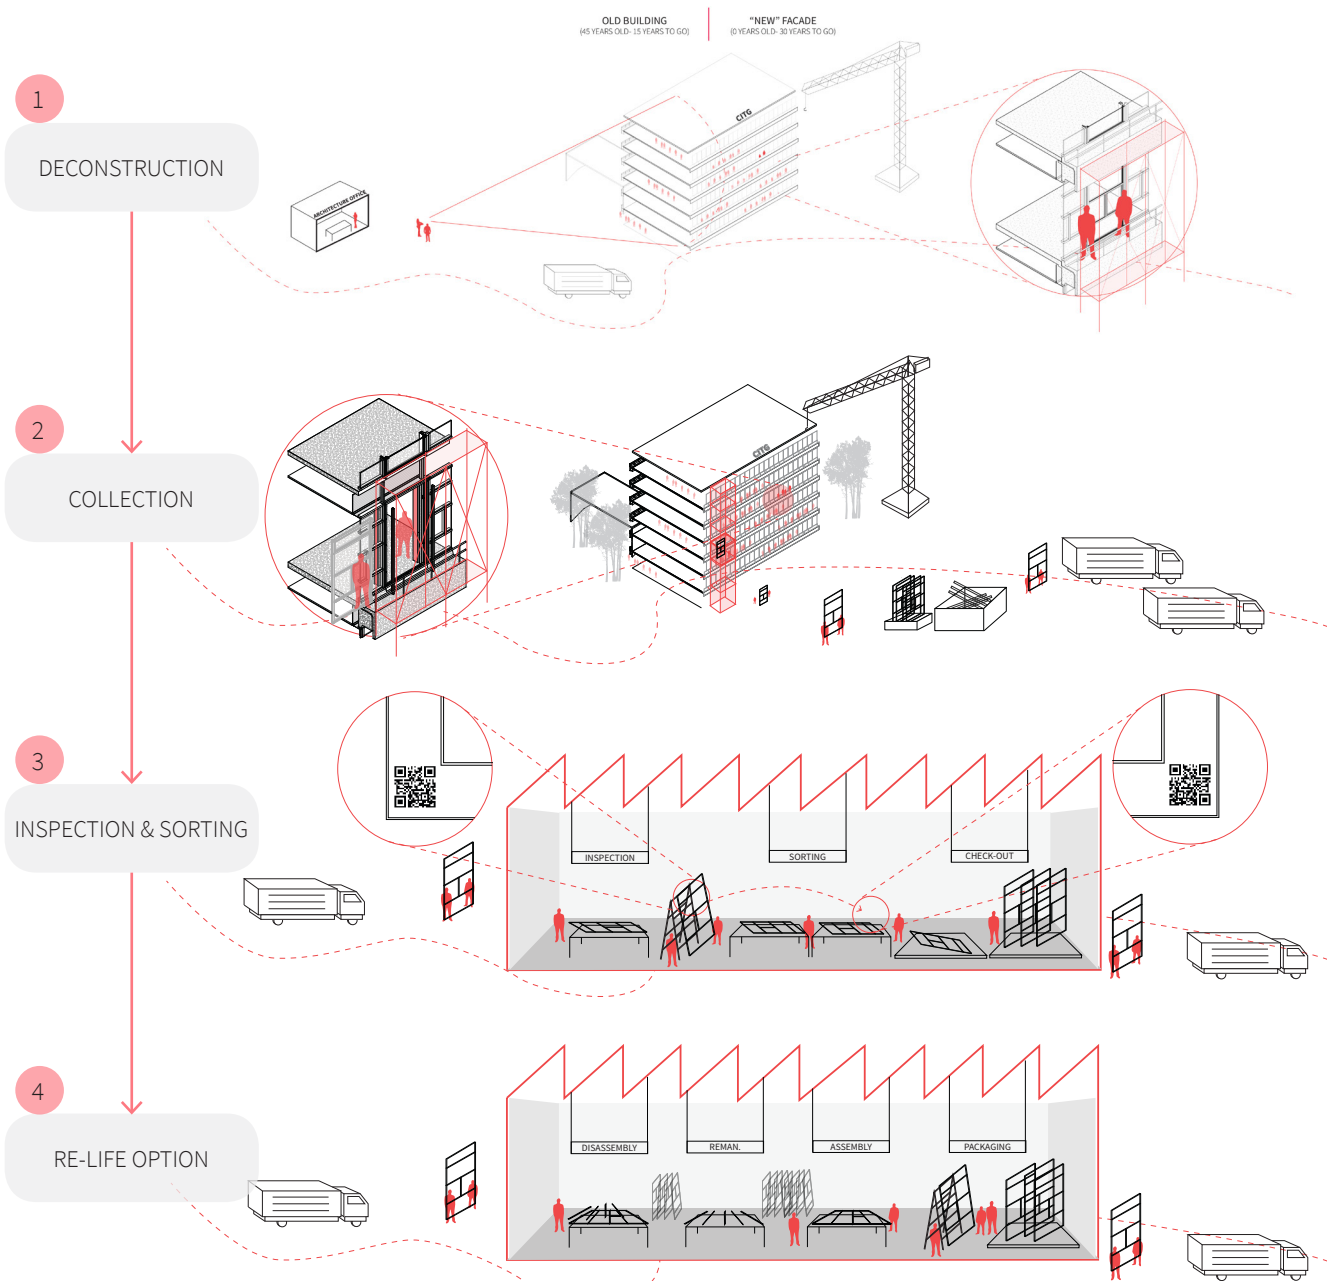 OLD BUILDING
(45 YEARS OLD- 15 YEARS TO GO)
"NEW" FACADE
(0 YEARS OLD- 30 YEARS TO GO)
1
DECONSTRUCTION
ARCHITECTURE OFFICE
CITG
2
COLLECTION
CITG
3
INSPECTION & SORTING
INSPECTION
SORTING
CHECK-OUT
4
RE-LIFE OPTION
DISASSEMBLY
REMAN.
ASSEMBLY
PACKAGING